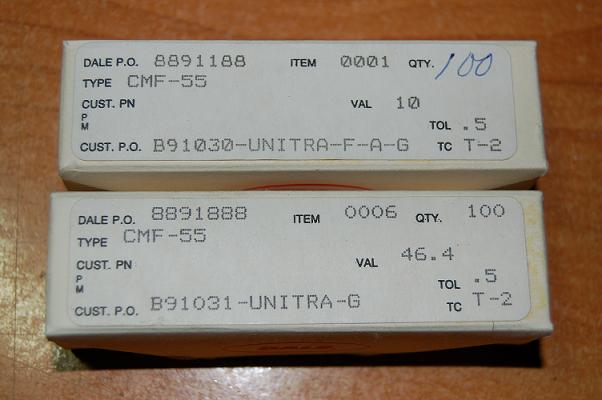 DALE P.O. 8891188 ITEM 0001 QTY. 100
TYPE CMF-55
CUST. PN VAL 10
P
M TOL .5
CUST. P.O. B91030-UNITRA-F-A-G TC T-2
DALE P.O. 8891888 ITEM 0006 QTY. 100
TYPE CMF-55
CUST. PN VAL 46.4
P
M TOL .5
CUST. P.O. B91031-UNITRA-G TC T-2
DALE